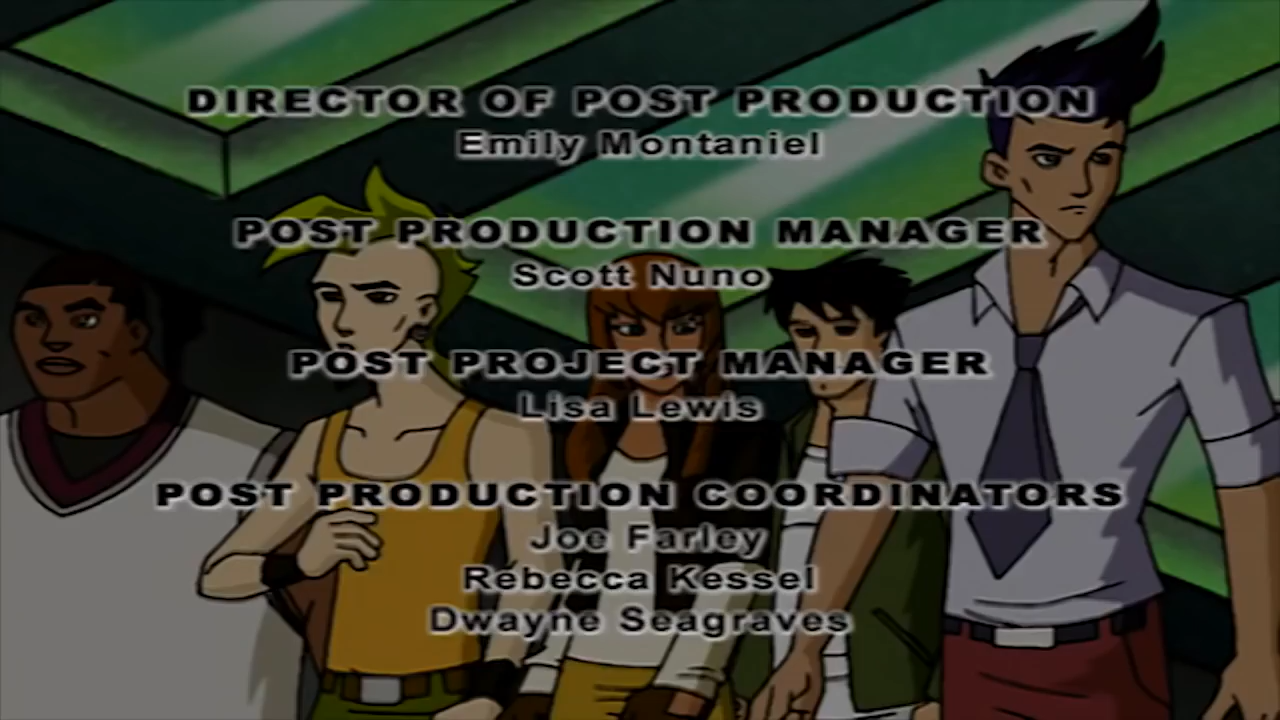 DIRECTOR OF POST PRODUCTION
Emily Montaniel
POST PRODUCTION MANAGER
Scott Nuno
POST PROJECT MANAGER
Lisa Lewis
POST PRODUCTION COORDINATORS
Joe Farley
Rebecca Kessel
Dwayne Seagraves